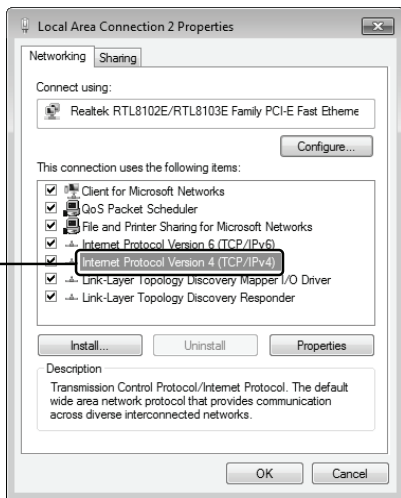 Local Area Connection 2 Properties
Networking
Sharing
Connect using:
Realtek RTL8102E/RTL8103E Family PCI-E Fast Etheme
Configure...
This connection uses the following items:
Client for Microsoft Networks
QoS Packet Scheduler
File and Printer Sharing for Microsoft Networks
Internet Protocol Version 6 (TCP/IPv6)
Internet Protocol Version 4 (TCP/IPv4)
Link-Layer Topology Discovery Mapper I/O Driver
Link-Layer Topology Discovery Responder
Install...
Uninstall
Properties
Description
Transmission Control Protocol/Internet Protocol. The default
wide area network protocol that provides communication
across diverse interconnected networks.
OK
Cancel